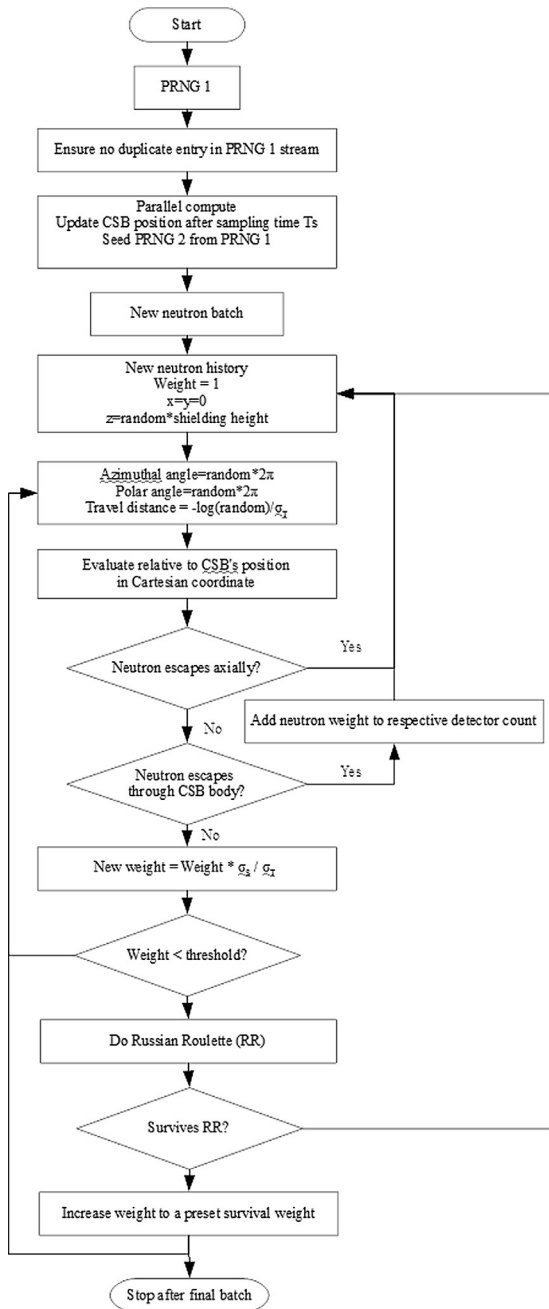 Start
PRNG 1
Ensure no duplicate entry in PRNG 1 stream
Parallel compute
Update CSB position after sampling time Ts
Seed PRNG 2 from PRNG 1
New neutron batch
New neutron history
Weight = 1
x=y=0
z=random*shielding height
Azimuthal angle=random*2π
Polar angle=random*2π
Travel distance = -log(random)/σT
Evaluate relative to CSB's position
in Cartesian coordinate
Neutron escapes axially?
Yes
No
Add neutron weight to respective detector count
Neutron escapes
through CSB body?
Yes
No
New weight = Weight * σs / σT
Weight < threshold?
Do Russian Roulette (RR)
Survives RR?
Increase weight to a preset survival weight
Stop after final batch